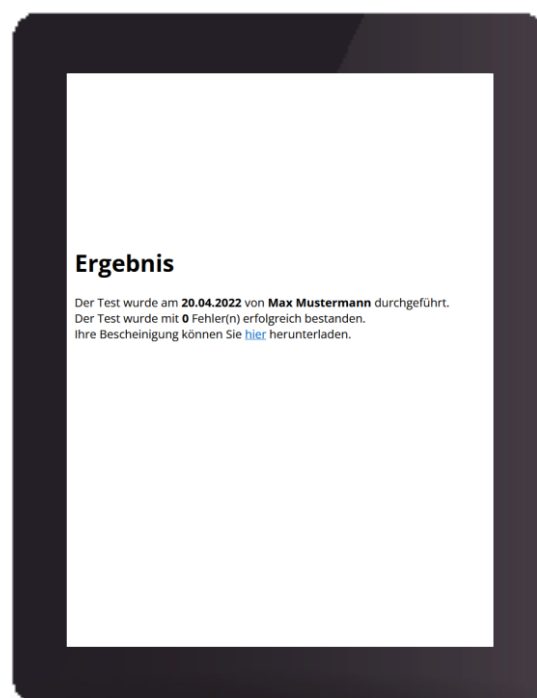 Ergebnis
Der Test wurde am 20.04.2022 von Max Mustermann durchgeführt.
Der Test wurde mit 0 Fehler(n) erfolgreich bestanden.
Ihre Bescheinigung können Sie hier herunterladen.